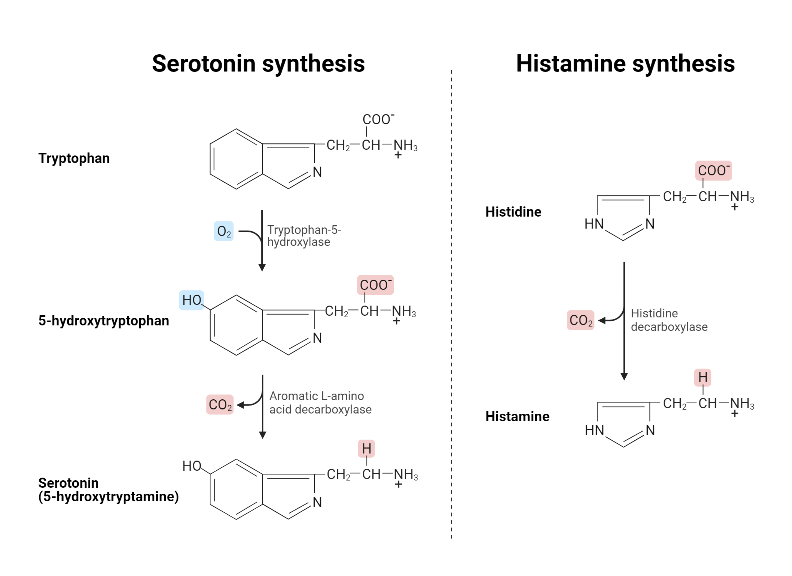 Serotonin synthesis
Tryptophan
COO⁻
CH₂ CH NH₃
+
N
O₂
Tryptophan-5-
hydroxylase
5-hydroxytryptophan
HO
COO⁻
CH₂ CH NH₃
+
N
CO₂
Aromatic L-amino
acid decarboxylase
Serotonin
(5-hydroxytryptamine)
HO
H
CH₂ CH NH₃
+
N
Histamine synthesis
Histidine
COO⁻
CH₂ CH NH₃
+
HN N
CO₂
Histidine
decarboxylase
Histamine
H
CH₂ CH NH₃
+
HN N